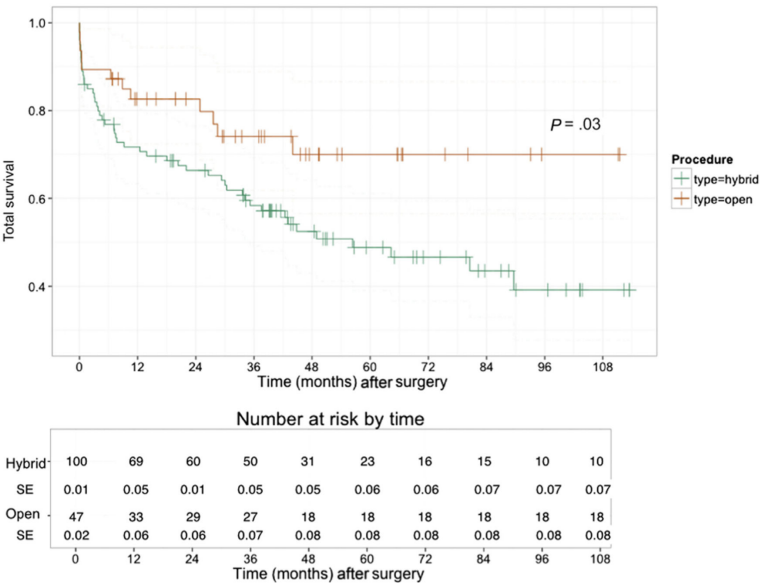 1.0
0.8
0.6
0.4
Total survival
P = .03
Procedure
type=hybrid
type=open
0 12 24 36 48 60 72 84 96 108
Time (months) after surgery
Number at risk by time
Hybrid 100 69 60 50 31 23 16 15 10 10
SE 0.01 0.05 0.01 0.05 0.05 0.06 0.06 0.07 0.07 0.07
Open 47 33 29 27 18 18 18 18 18 18
SE 0.02 0.06 0.06 0.07 0.08 0.08 0.08 0.08 0.08 0.08
0 12 24 36 48 60 72 84 96 108
Time (months) after surgery